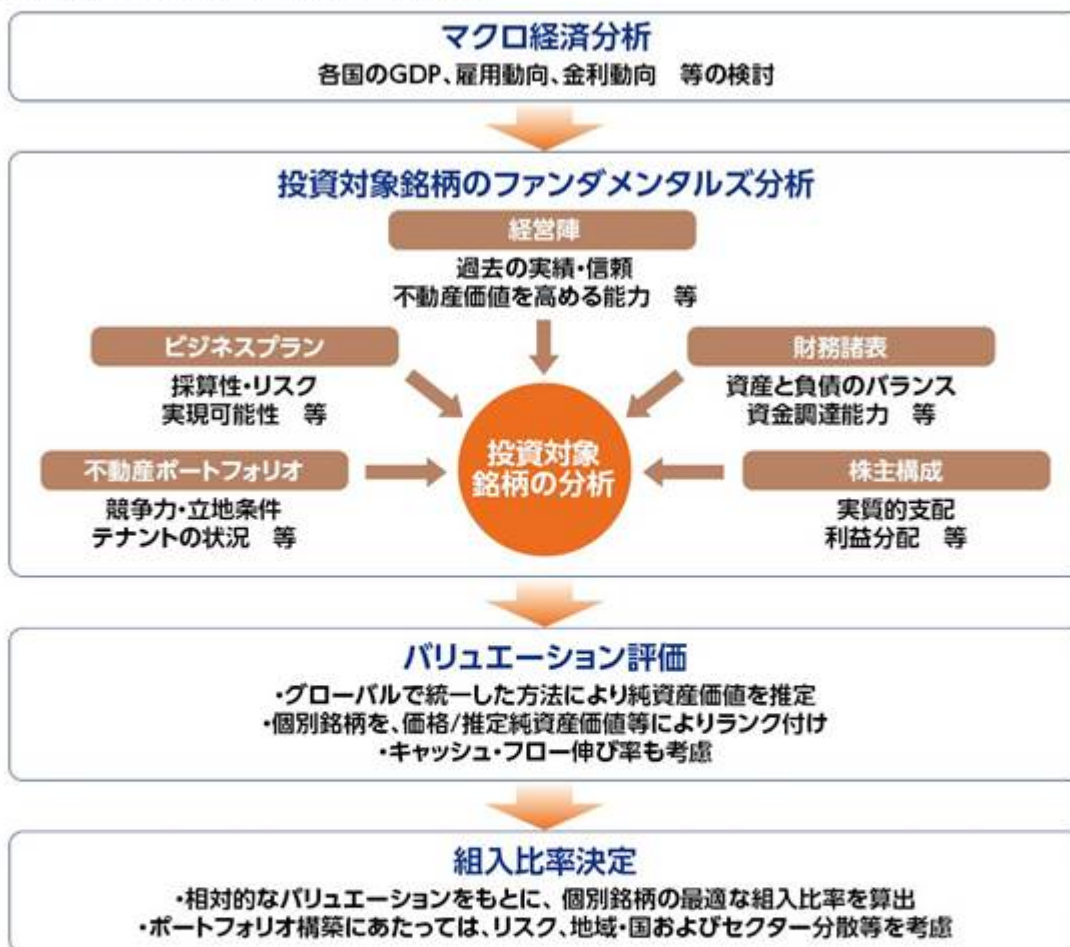 マクロ経済分析
各国のGDP、雇用動向、金利動向　等の検討
投資対象銘柄のファンダメンタルズ分析
経営陣
過去の実績・信頼
不動産価値を高める能力　等
ビジネスプラン
採算性・リスク
実現可能性　等
財務諸表
資産と負債のバランス
資金調達能力　等
不動産ポートフォリオ
競争力・立地条件
テナントの状況　等
投資対象
銘柄の分析
株主構成
実質的支配
利益分配　等
バリュエーション評価
・グローバルで統一した方法により純資産価値を推定
・個別銘柄を、価格/推定純資産価値等によりランク付け
・キャッシュ・フロー伸び率も考慮
組入比率決定
・相対的なバリュエーションをもとに、個別銘柄の最適な組入比率を算出
・ポートフォリオ構築にあたっては、リスク、地域・国およびセクター分散等を考慮